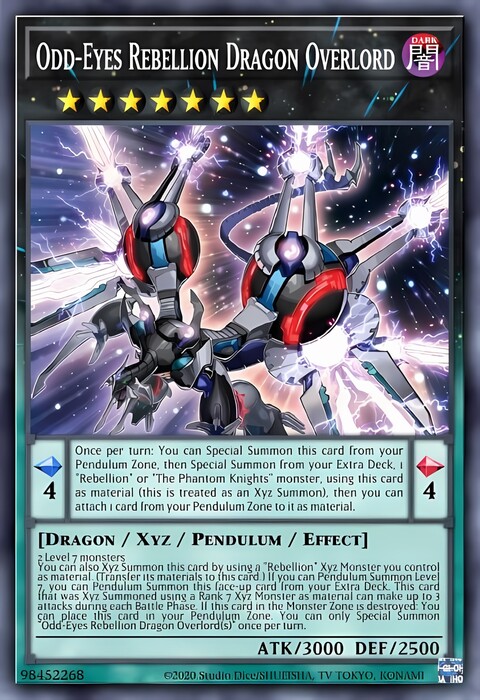 Odd-Eyes Rebellion Dragon Overlord
DARK
闇
Once per turn: You can Special Summon this card from your
Pendulum Zone, then Special Summon from your Extra Deck, 1
"Rebellion" or "The Phantom Knights" monster, using this card
as material (this is treated as an Xyz Summon), then you can
attach 1 card from your Pendulum Zone to it as material.
4
4
[Dragon / Xyz / Pendulum / Effect]
2 Level 7 monsters
You can also Xyz Summon this card by using a "Rebellion" Xyz Monster you control
as material. (Transfer its materials to this card.) If you can Pendulum Summon Level
7, you can Pendulum Summon this face-up card from your Extra Deck. This card
that was Xyz Summoned using a Rank 7 Xyz Monster as material can make up to 3
attacks during each Battle Phase. If this card in the Monster Zone is destroyed: You can
place this card in your Pendulum Zone. You can only Special Summon
"Odd-Eyes Rebellion Dragon Overlord(s)" once per turn.
ATK/3000 DEF/2500
98452268
©2020 Studio Dice/SHUEISHA, TV TOKYO, KONAMI